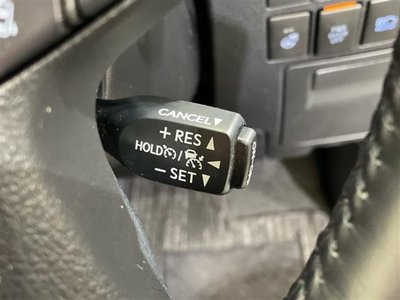 CANCEL▼
+ RES ▲
HOLD / ◄
− SET ▼